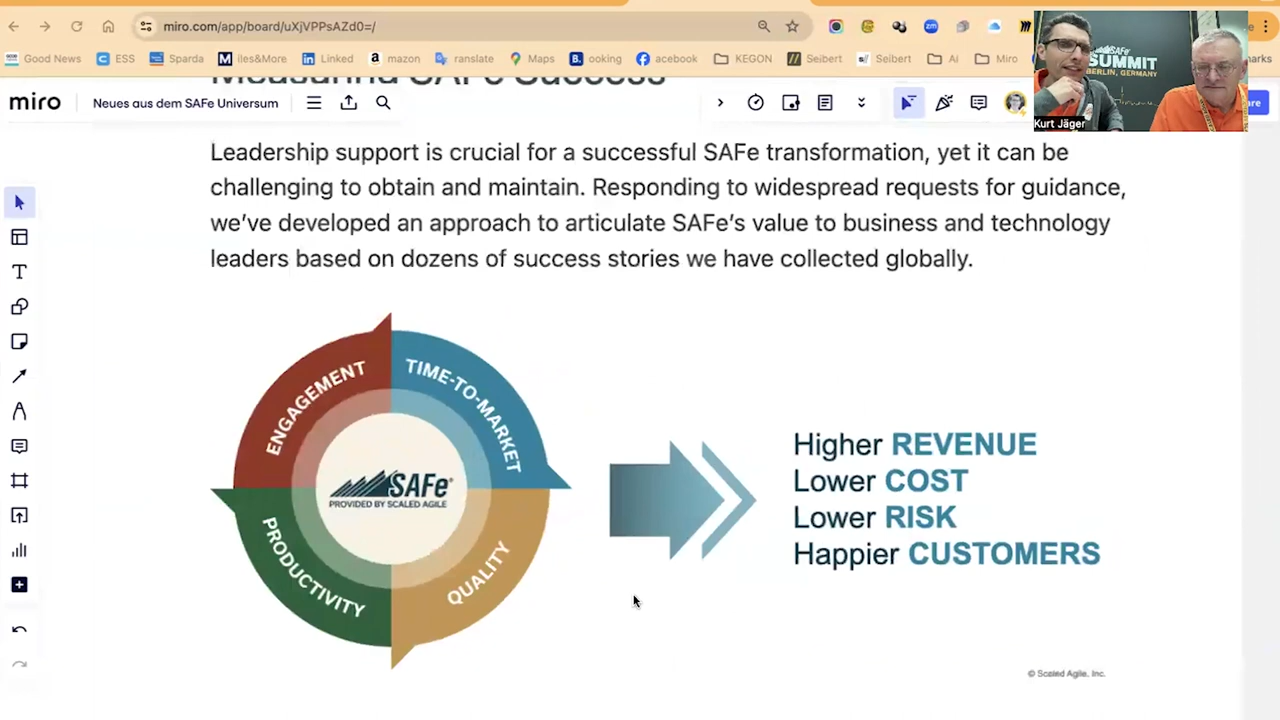 miro.com/app/board/uXjVPPsAZd0=/
Good News
ESS
Sparda
iles&More
Linked
amazon
ranslate
Maps
ooking
acebook
KEGON
Seibert
Seibert
Ai
Miro
Measuring SAFe Success
miro
Neues aus dem SAFe Universum
SAFe
SUMMIT
BERLIN, GERMANY
Kurt Jäger
Leadership support is crucial for a successful SAFe transformation, yet it can be
challenging to obtain and maintain. Responding to widespread requests for guidance,
we've developed an approach to articulate SAFe's value to business and technology
leaders based on dozens of success stories we have collected globally.
ENGAGEMENT
TIME-TO-MARKET
SAFe®
PROVIDED BY SCALED AGILE
PRODUCTIVITY
QUALITY
Higher REVENUE
Lower COST
Lower RISK
Happier CUSTOMERS
© Scaled Agile, Inc.